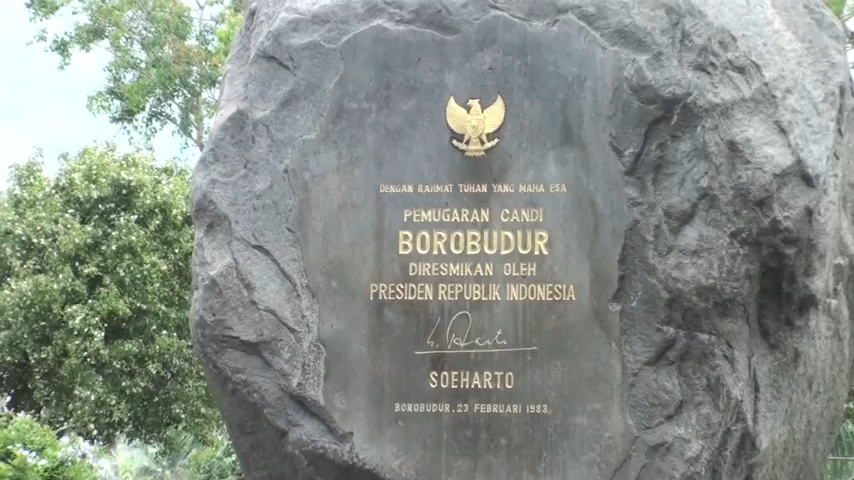 DENGAN RAHMAT TUHAN YANG MAHA ESA
PEMUGARAN CANDI
BOROBUDUR
DIRESMIKAN OLEH
PRESIDEN REPUBLIK INDONESIA
SOEHARTO
BOROBUDUR, 23 FEBRUARI 1983